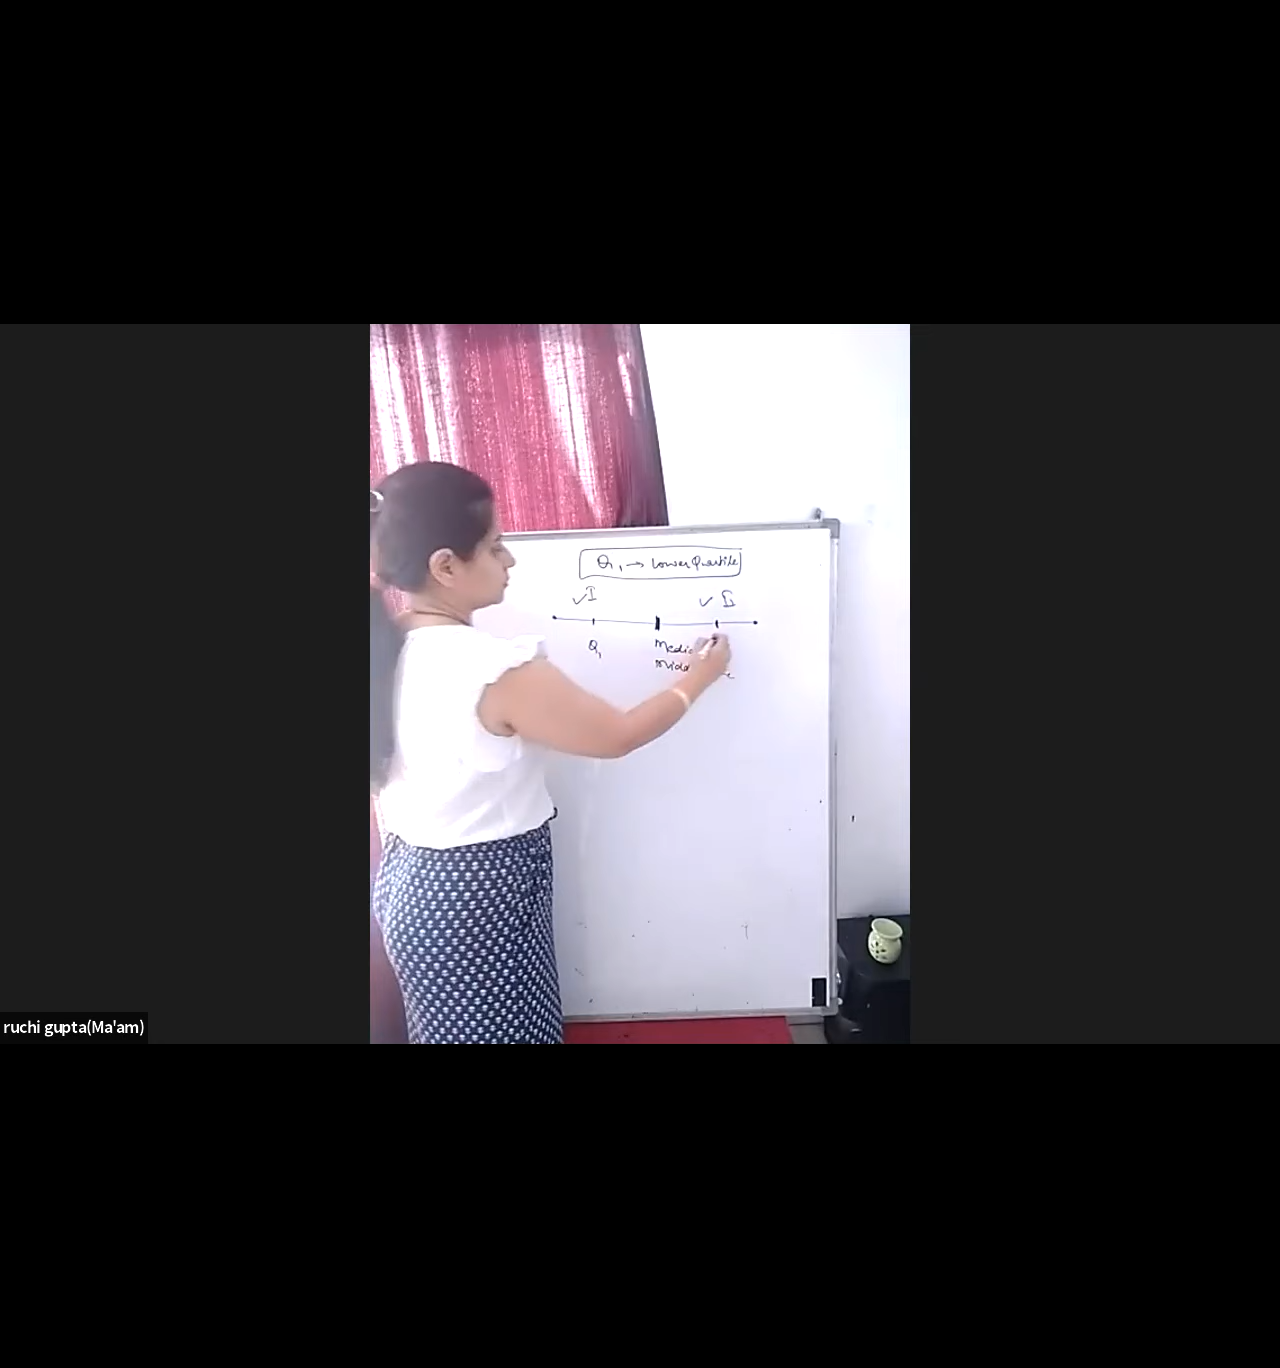 Q₁ → Lower Quartile
✓ I ✓ II
Q₁
ruchi gupta(Ma'am)